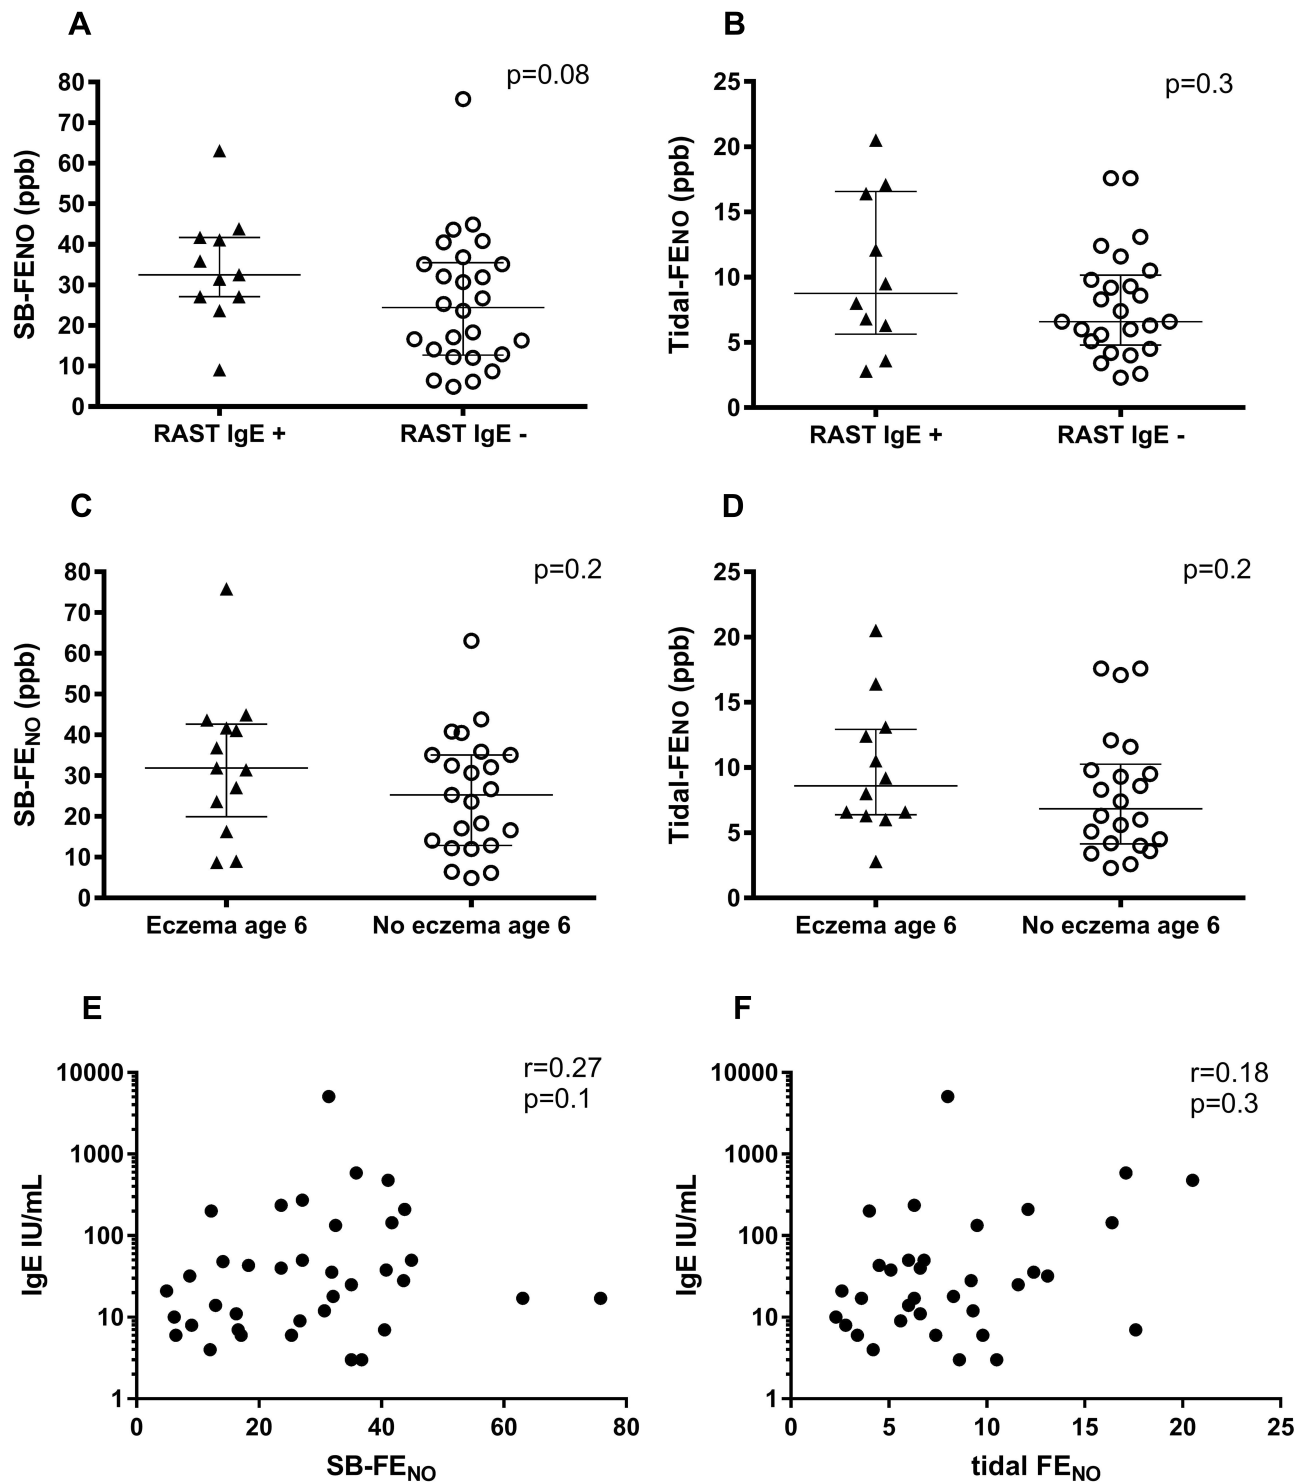 A
p=0.08
SB-FENO (ppb)
80
70
60
50
40
30
20
10
0
RAST IgE +
RAST IgE -
B
p=0.3
Tidal-FENO (ppb)
25
20
15
10
5
0
RAST IgE +
RAST IgE -
C
p=0.2
SB-FENO (ppb)
80
70
60
50
40
30
20
10
0
Eczema age 6
No eczema age 6
D
p=0.2
Tidal-FENO (ppb)
25
20
15
10
5
0
Eczema age 6
No eczema age 6
E
r=0.27
p=0.1
IgE IU/mL
10000
1000
100
10
1
0
20
40
60
80
SB-FENO
F
r=0.18
p=0.3
IgE IU/mL
10000
1000
100
10
1
0
5
10
15
20
25
tidal FENO